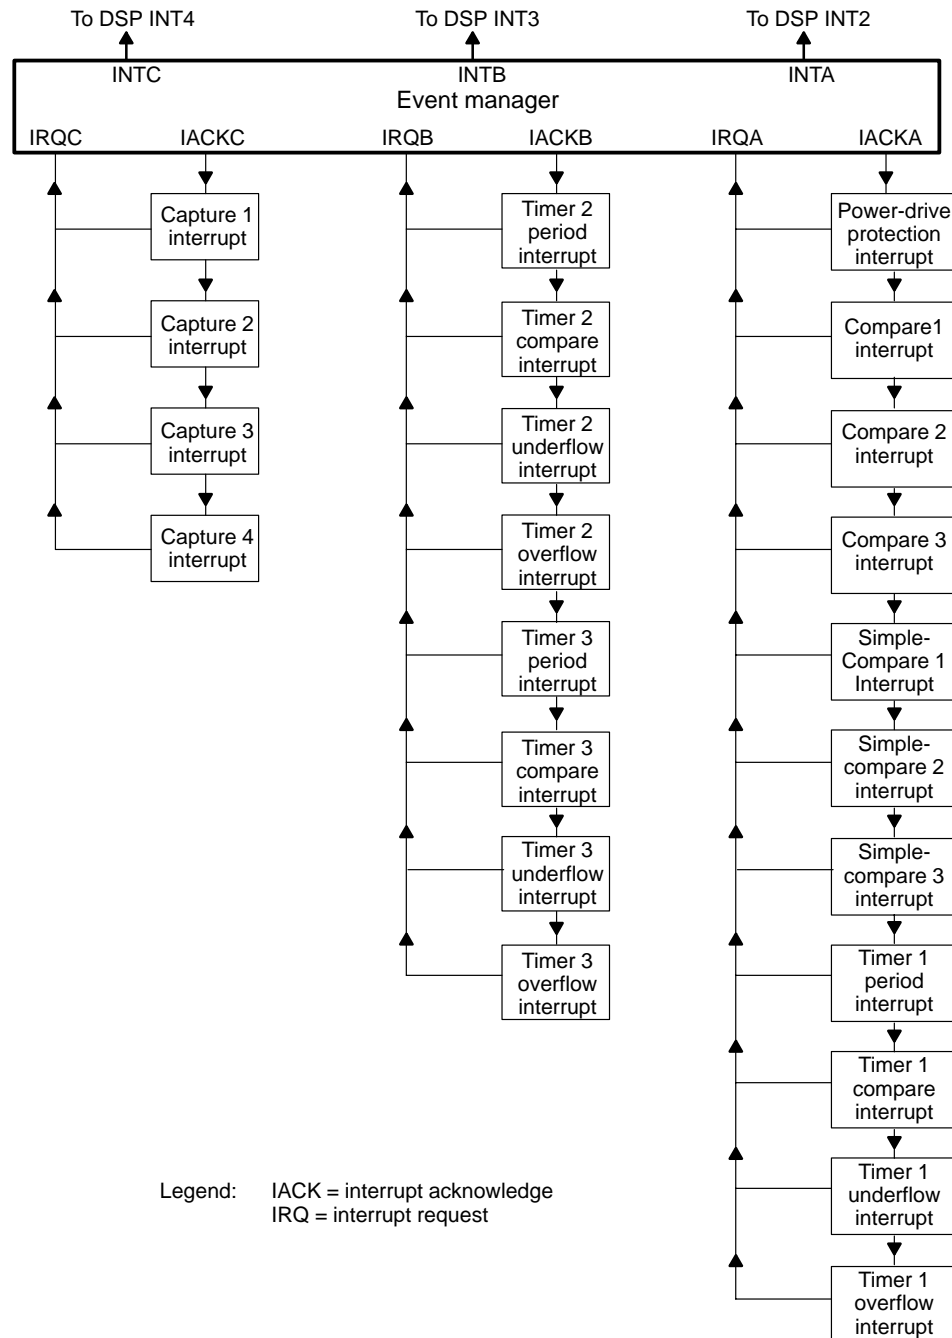 To DSP INT4
To DSP INT3
To DSP INT2
INTC
INTB
INTA
Event manager
IRQC
IACKC
IRQB
IACKB
IRQA
IACKA
Capture 1
interrupt
Capture 2
interrupt
Capture 3
interrupt
Capture 4
interrupt
Timer 2
period
interrupt
Timer 2
compare
interrupt
Timer 2
underflow
interrupt
Timer 2
overflow
interrupt
Timer 3
period
interrupt
Timer 3
compare
interrupt
Timer 3
underflow
interrupt
Timer 3
overflow
interrupt
Power-drive
protection
interrupt
Compare1
interrupt
Compare 2
interrupt
Compare 3
interrupt
Simple-
Compare 1
Interrupt
Simple-
compare 2
interrupt
Simple-
compare 3
interrupt
Timer 1
period
interrupt
Timer 1
compare
interrupt
Timer 1
underflow
interrupt
Timer 1
overflow
interrupt
Legend: IACK = interrupt acknowledge
IRQ = interrupt request